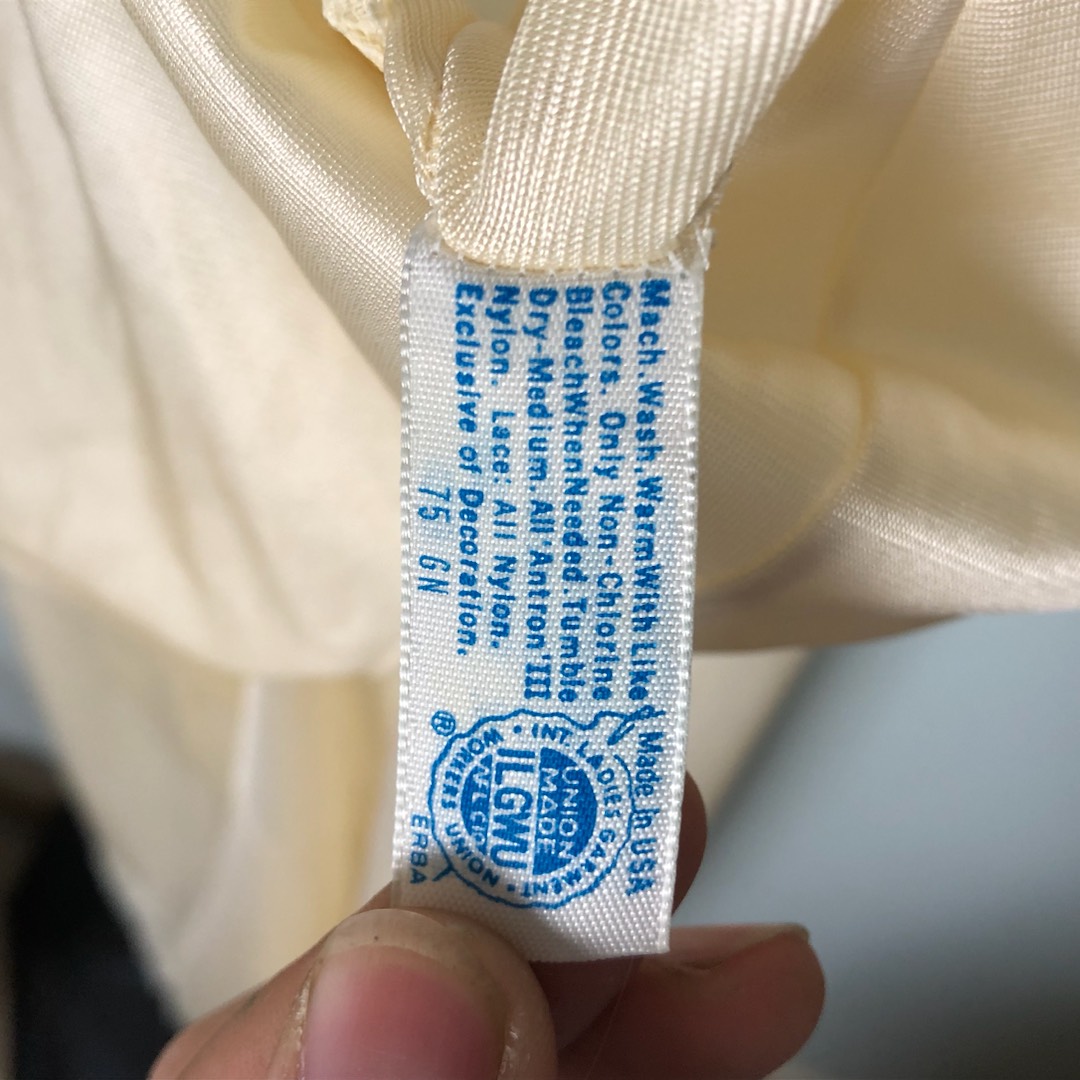 Mach. Wash. Warm With Like
Colors. Only Non-Chlorine
Bleach When Needed. Tumble
Dry-Medium. All Antron III
Nylon. Lace: All Nylon.
Exclusive of Decoration.
75 GN
Made In USA
INT'L LADIES GARMENT WORKERS UNION
UNION
MADE
ILGWU
AFL-CIO
®
ERBA